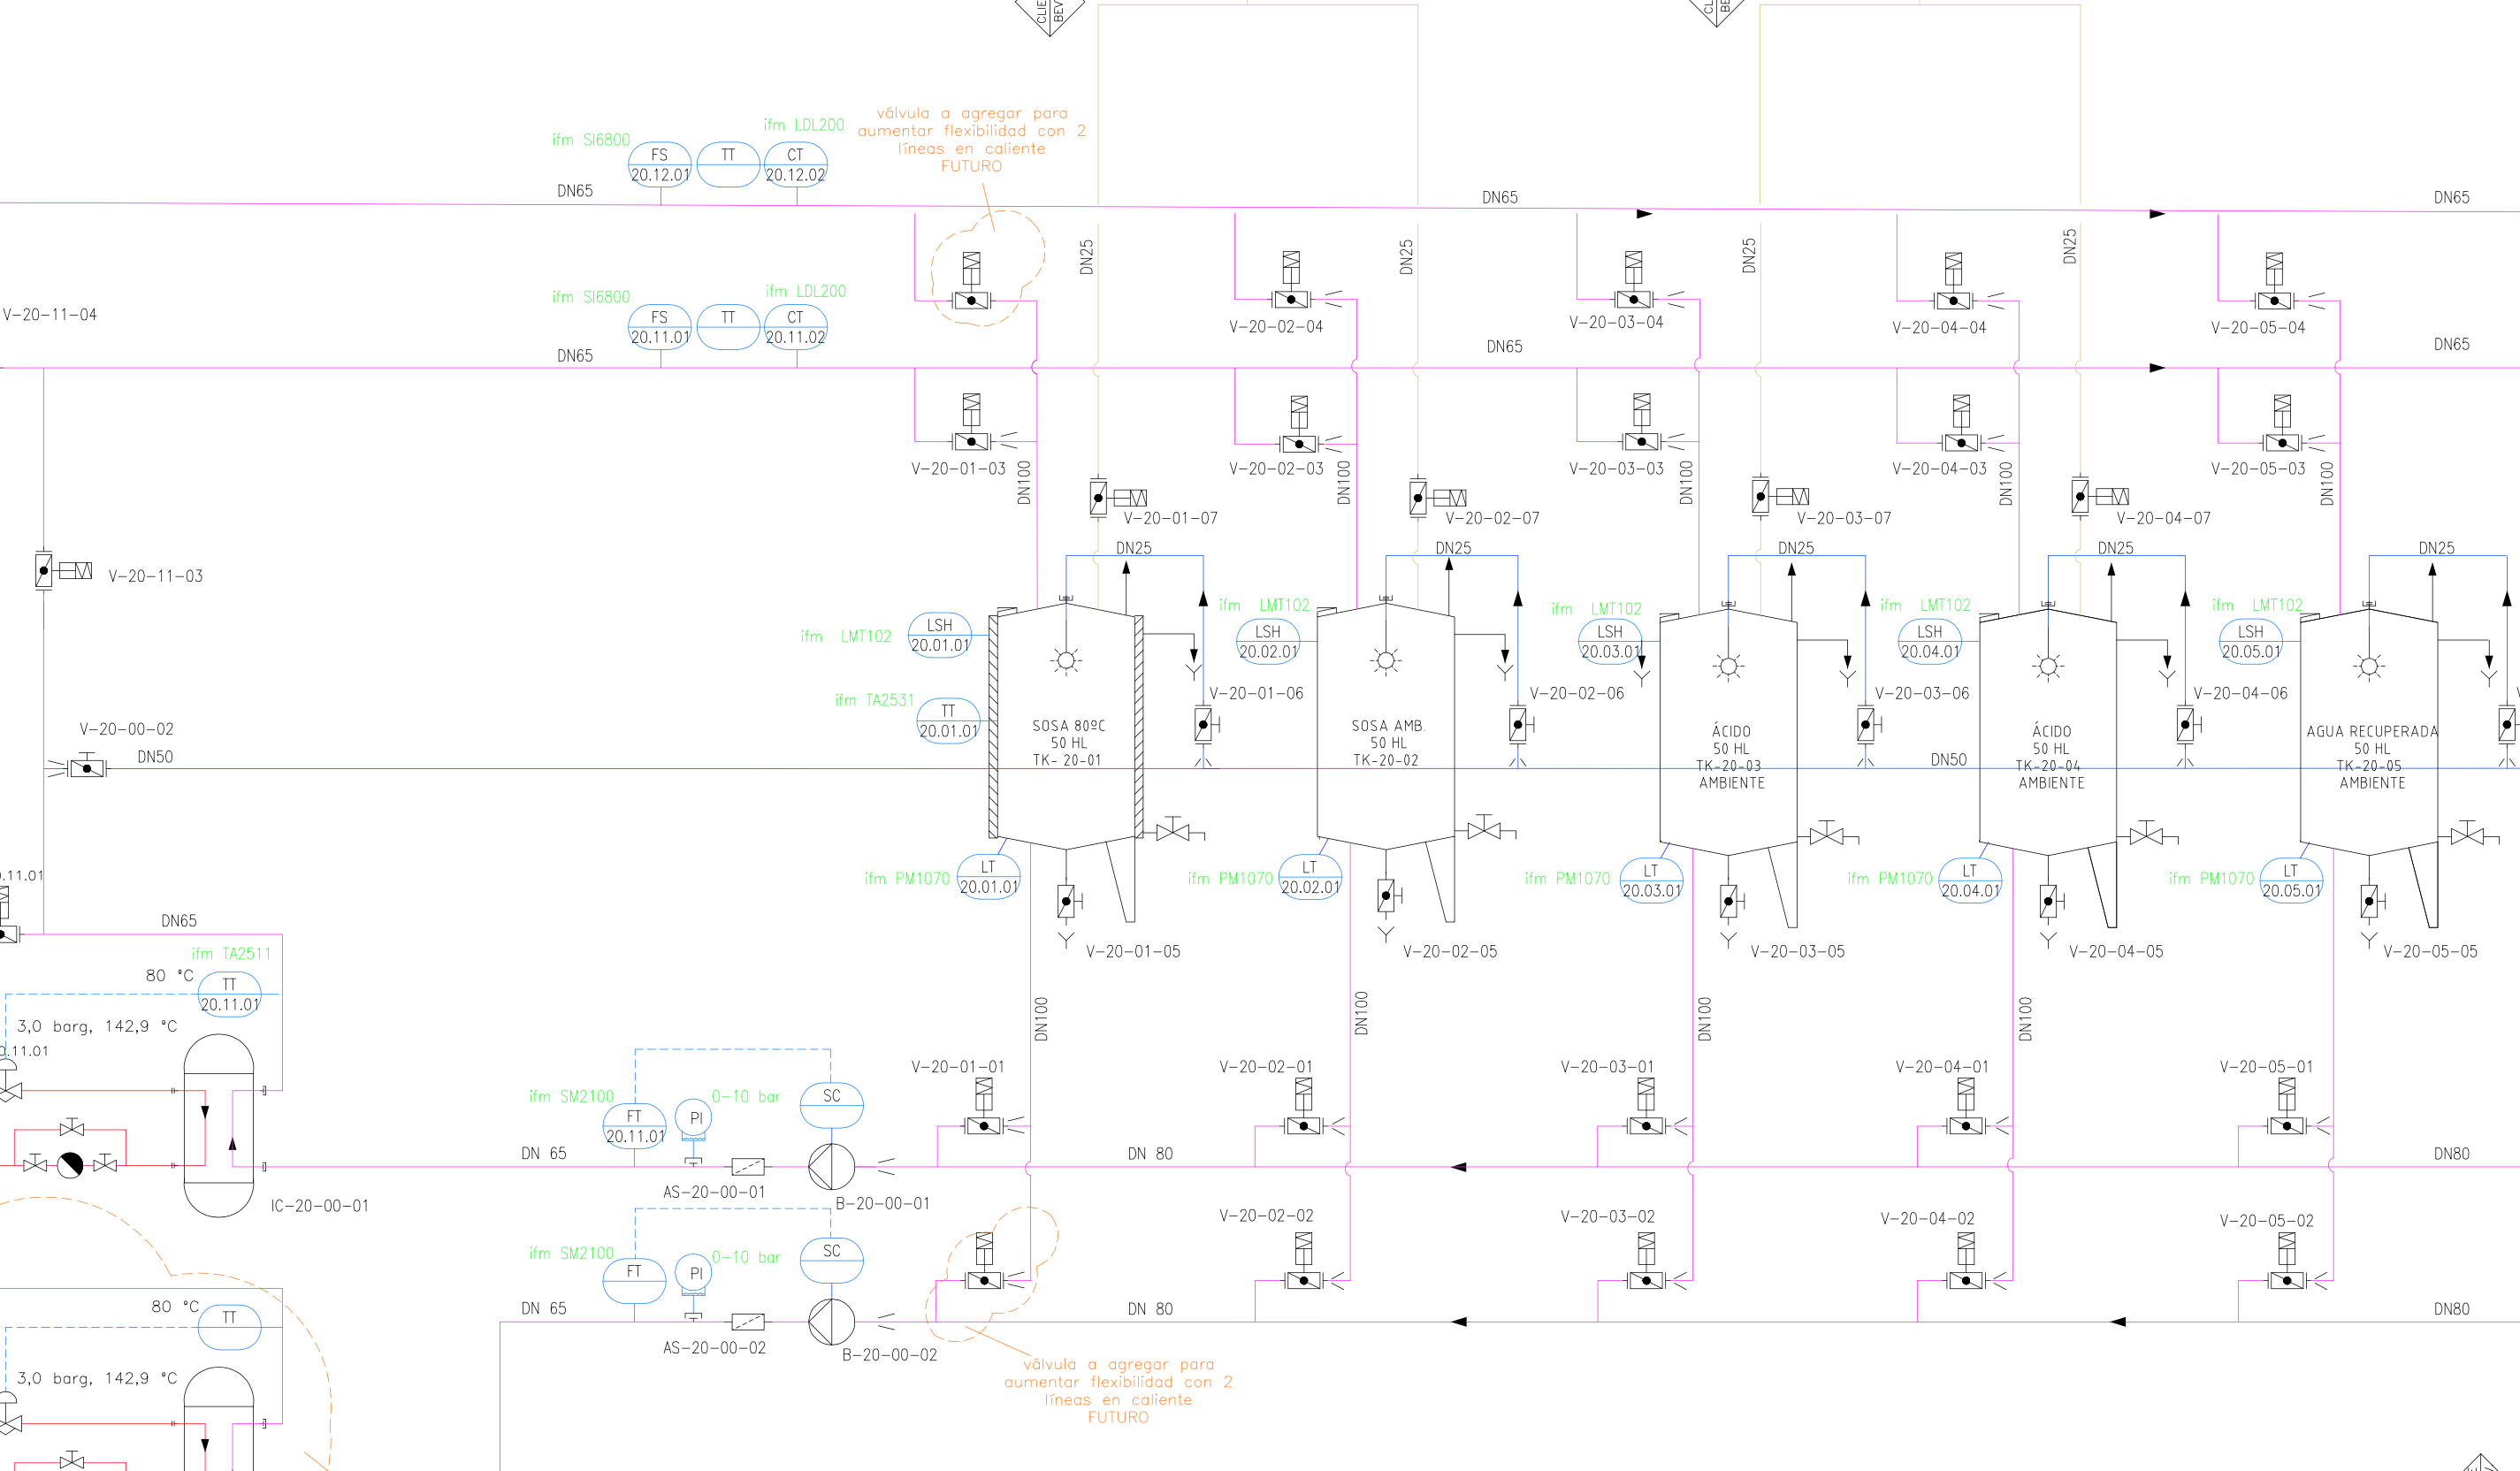 CLIE
BEV
CL
BE
válvula a agregar para
aumentar flexibilidad con 2
líneas en caliente
FUTURO
ifm SI6800
ifm LDL200
FS
20.12.01
TT
CT
20.12.02
DN65
DN65
DN65
DN25
DN25
DN25
DN25
V-20-11-04
ifm SI6800
ifm LDL200
FS
20.11.01
TT
CT
20.11.02
DN65
DN65
DN65
V-20-02-04
V-20-03-04
V-20-04-04
V-20-05-04
V-20-01-03
V-20-02-03
V-20-03-03
V-20-04-03
V-20-05-03
DN100
DN100
DN100
DN100
DN100
V-20-01-07
V-20-02-07
V-20-03-07
V-20-04-07
DN25
DN25
DN25
DN25
DN25
V-20-11-03
ifm LMT102
LSH
20.01.01
ifm LMT102
LSH
20.02.01
ifm LMT102
LSH
20.03.01
ifm LMT102
LSH
20.04.01
ifm LMT102
LSH
20.05.01
ifm TA2531
TT
20.01.01
V-20-01-06
V-20-02-06
V-20-03-06
V-20-04-06
V-20-00-02
DN50
DN50
SOSA 80ºC
50 HL
TK- 20-01
SOSA AMB.
50 HL
TK-20-02
ÁCIDO
50 HL
TK-20-03
AMBIENTE
ÁCIDO
50 HL
TK-20-04
AMBIENTE
AGUA RECUPERADA
50 HL
TK-20-05
AMBIENTE
ifm PM1070
LT
20.01.01
ifm PM1070
LT
20.02.01
ifm PM1070
LT
20.03.01
ifm PM1070
LT
20.04.01
ifm PM1070
LT
20.05.01
V-20-01-05
V-20-02-05
V-20-03-05
V-20-04-05
V-20-05-05
.11.01
DN65
ifm TA2511
80 °C
TT
20.11.01
3,0 barg, 142,9 °C
.11.01
IC-20-00-01
DN100
DN100
DN100
DN100
V-20-01-01
V-20-02-01
V-20-03-01
V-20-04-01
V-20-05-01
ifm SM2100
FT
20.11.01
PI
0-10 bar
SC
DN 65
AS-20-00-01
B-20-00-01
DN 80
DN80
V-20-02-02
V-20-03-02
V-20-04-02
V-20-05-02
ifm SM2100
FT
PI
0-10 bar
SC
DN 65
AS-20-00-02
B-20-00-02
DN 80
DN80
80 °C
TT
3,0 barg, 142,9 °C
válvula a agregar para
aumentar flexibilidad con 2
líneas en caliente
FUTURO